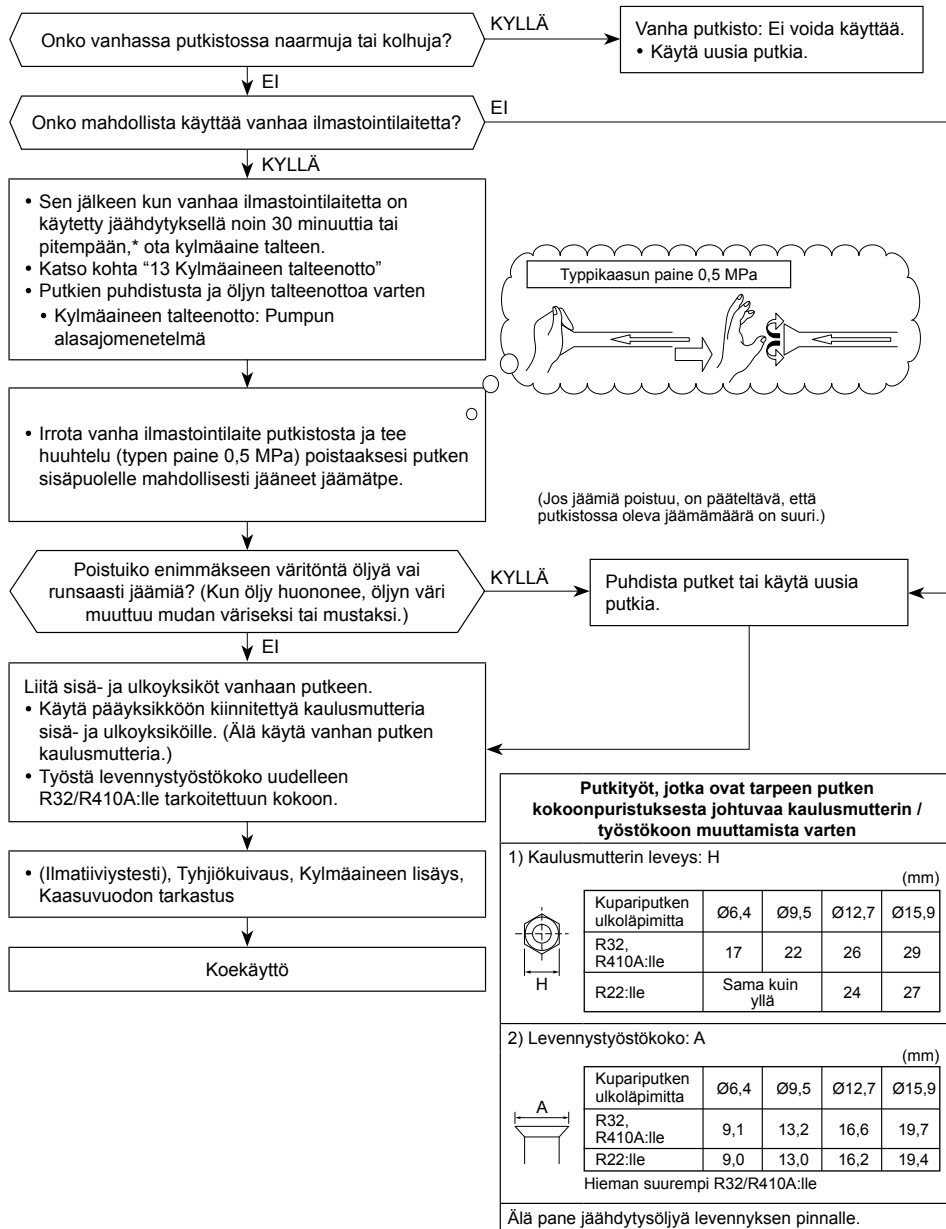 Onko vanhassa putkistossa naarmuja tai kolhuja?
KYLLÄ
Vanha putkisto: Ei voida käyttää.
• Käytä uusia putkia.
EI
Onko mahdollista käyttää vanhaa ilmastointilaitetta?
EI
KYLLÄ
• Sen jälkeen kun vanhaa ilmastointilaitetta on
käytetty jäähdytyksellä noin 30 minuuttia tai
pitempään,* ota kylmäaine talteen.
• Katso kohta “13 Kylmäaineen talteenotto”
• Putkien puhdistusta ja öljyn talteenottoa varten
• Kylmäaineen talteenotto: Pumpun
alasajomenetelmä
Typpikaasun paine 0,5 MPa
• Irrota vanha ilmastointilaite putkistosta ja tee
huuhtelu (typen paine 0,5 MPa) poistaaksesi putken
sisäpuolelle mahdollisesti jääneet jäämätpe.
(Jos jäämiä poistuu, on pääteltävä, että
putkistossa oleva jäämämäärä on suuri.)
Poistuiko enimmäkseen väritöntä öljyä vai
runsaasti jäämiä? (Kun öljy huononee, öljyn väri
muuttuu mudan väriseksi tai mustaksi.)
KYLLÄ
Puhdista putket tai käytä uusia
putkia.
EI
Liitä sisä- ja ulkoyksiköt vanhaan putkeen.
• Käytä pääyksikköön kiinnitettyä kaulusmutteria
sisä- ja ulkoyksiköille. (Älä käytä vanhan putken
kaulusmutteria.)
• Työstä levennystyöstökoko uudelleen
R32/R410A:lle tarkoitettuun kokoon.
• (Ilmatiiviystesti), Tyhjiökuivaus, Kylmäaineen lisäys,
Kaasuvuodon tarkastus
Koekäyttö
Putkityöt, jotka ovat tarpeen putken
kokoonpuristuksesta johtuvaa kaulusmutterin /
työstökoon muuttamista varten
1) Kaulusmutterin leveys: H
(mm)
H
Kupariputken
ulkoläpimitta Ø6,4 Ø9,5 Ø12,7 Ø15,9
R32,
R410A:lle 17 22 26 29
R22:lle Sama kuin
yllä 24 27
2) Levennystyöstökoko: A
(mm)
A
Kupariputken
ulkoläpimitta Ø6,4 Ø9,5 Ø12,7 Ø15,9
R32,
R410A:lle 9,1 13,2 16,6 19,7
R22:lle 9,0 13,0 16,2 19,4
Hieman suurempi R32/R410A:lle
Älä pane jäähdytysöljyä levennyksen pinnalle.